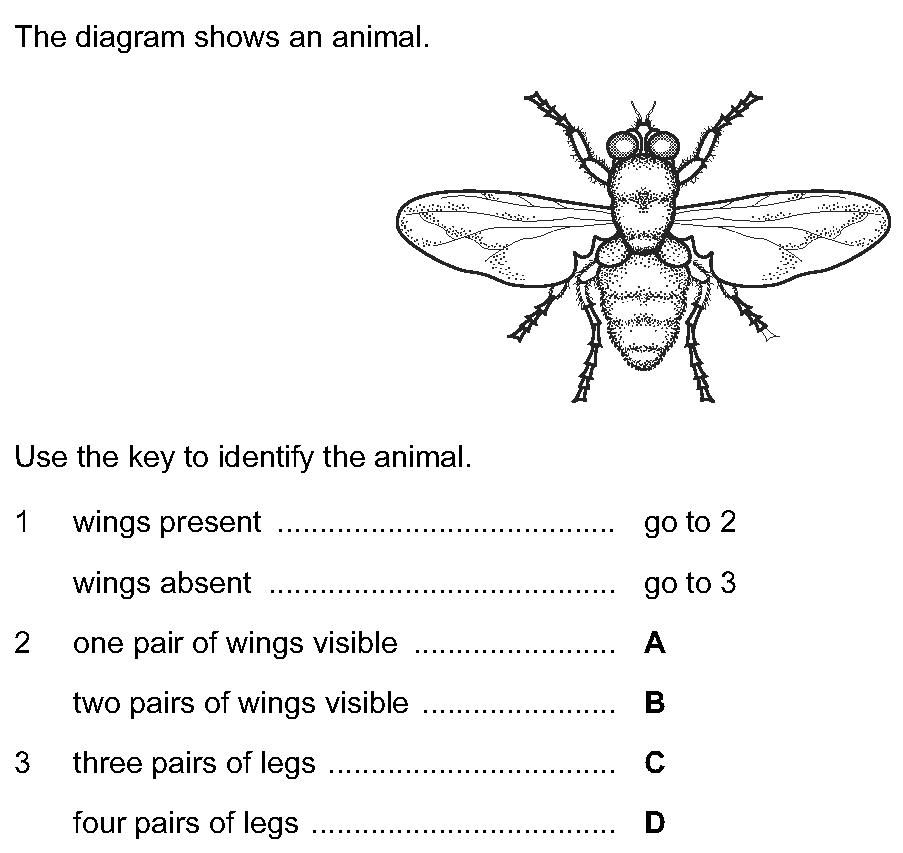 The diagram shows an animal.
Use the key to identify the animal.
1 wings present ....................................... go to 2
wings absent ........................................ go to 3
2 one pair of wings visible ....................... A
two pairs of wings visible ...................... B
3 three pairs of legs ................................. C
four pairs of legs ................................... D